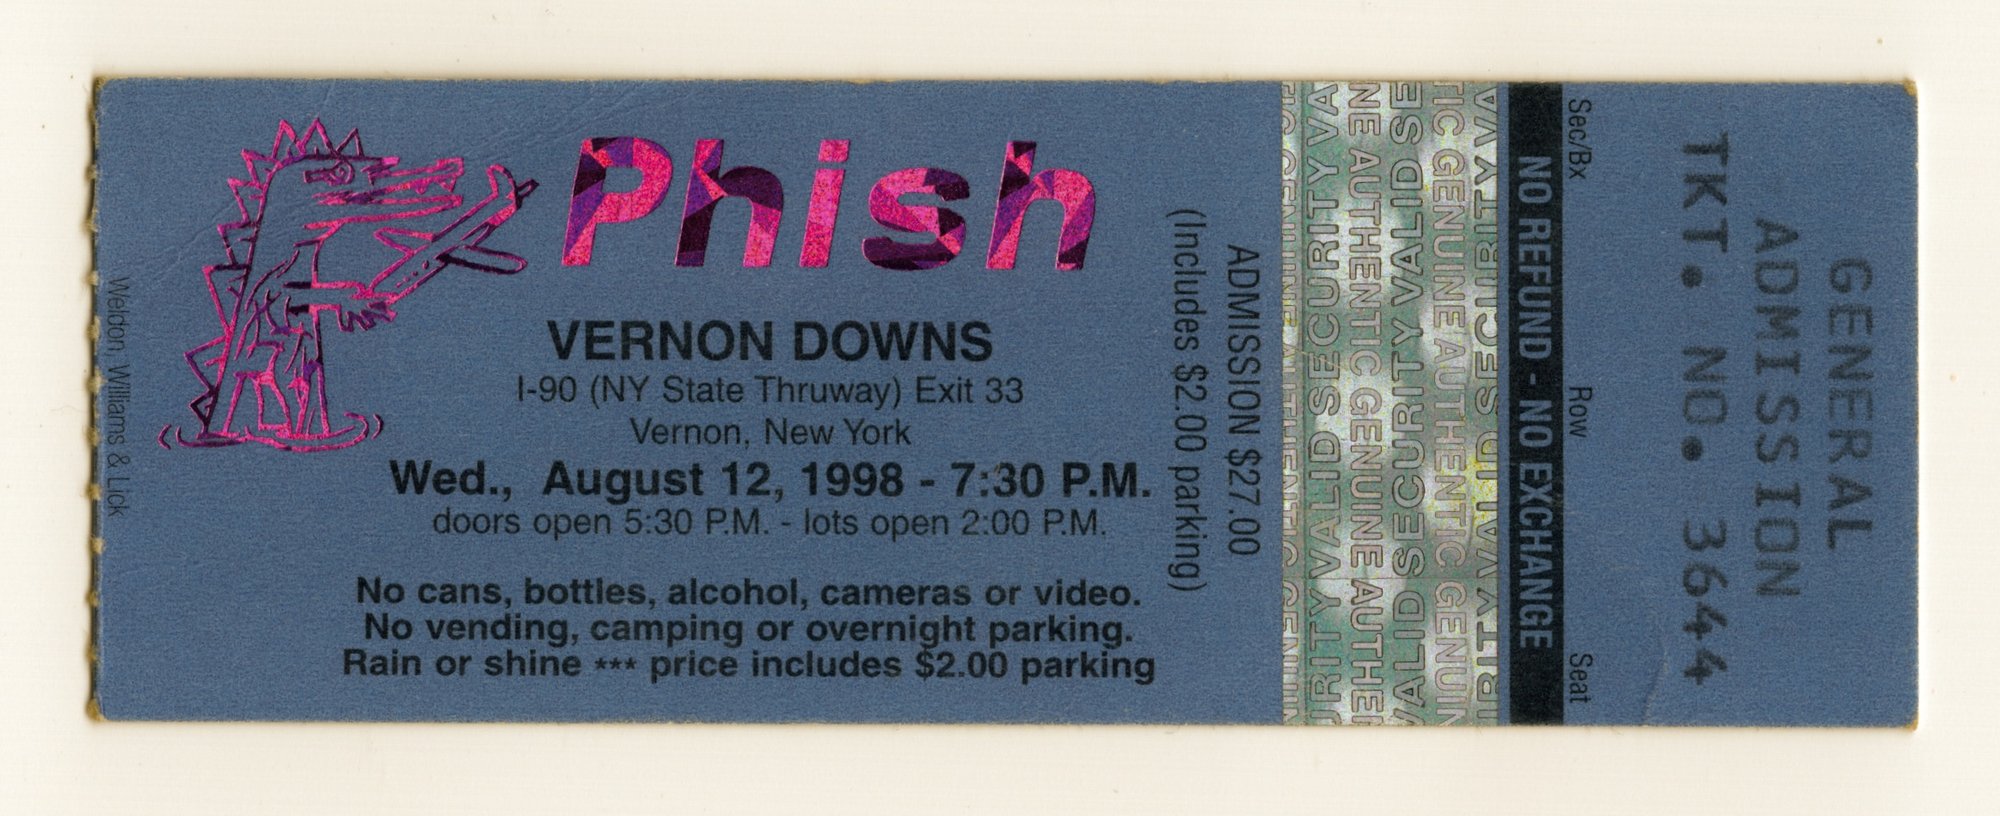 Phish
VERNON DOWNS
I-90 (NY State Thruway) Exit 33
Vernon, New York
Wed., August 12, 1998 - 7:30 P.M.
doors open 5:30 P.M. - lots open 2:00 P.M.
No cans, bottles, alcohol, cameras or video.
No vending, camping or overnight parking.
Rain or shine *** price includes $2.00 parking
Weldon, Williams & Lick
ADMISSION $27.00
(Includes $2.00 parking)
VALID SECURITY VALID SE
GENUINE AUTHENTIC GENUINE AUTHE
NO REFUND - NO EXCHANGE
Sec/Bx Row Seat
GENERAL
ADMISSION
TKT. NO. 3644